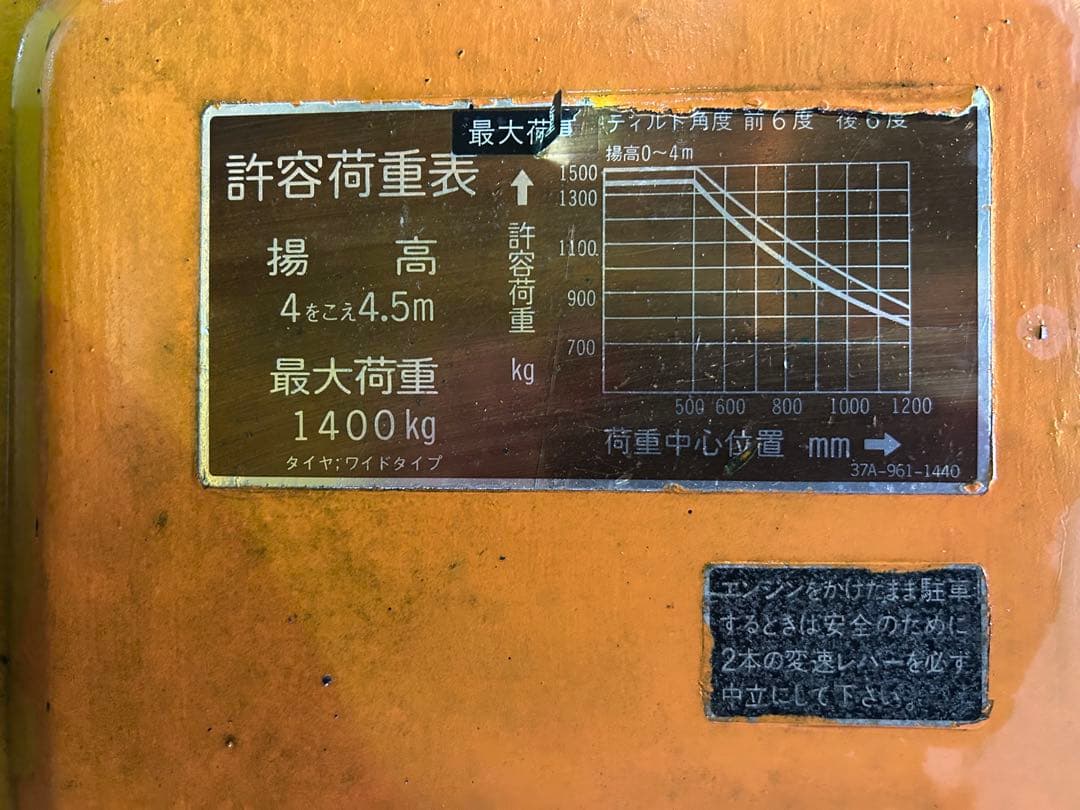 許容荷重表
揚 高
4をこえ4.5m
最大荷重
1400kg
タイヤ;ワイドタイプ
最大荷重
許容荷重
kg
ティルト角度 前6度 後6度
揚高0~4m
1500
1300
1100
900
700
500 600 800 1000 1200
荷重中心位置 mm
37A-961-1440
エンジンをかけたまま駐車
するときは安全のために
2本の変速レバーを必ず
中立にして下さい。